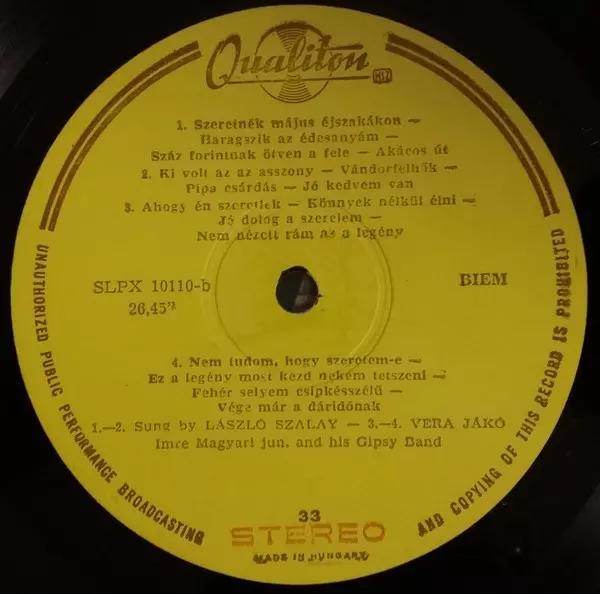 Qualiton
MHV
1. Szeretnék május éjszakákon —
Haragszik az édesanyám —
Száz forintnak ötven a fele — Akácos út
2. Ki volt az az asszony — Vándorfelhők —
Pipa csárdás — Jó kedvem van
3. Ahogy én szeretlek — Könnyek nélkül élni —
Jó dolog a szerelem —
Nem nézett rám az a legény
SLPX 10110-b
BIEM
26,45"
4. Nem tudom, hogy szeretem-e —
Ez a legény most kezd nekem tetszeni —
Fehér selyem csipkésszélű —
Vége már a dáridónak
1.—2. Sung by LÁSZLÓ SZALAY — 3.—4. VERA JÁKÓ
Imre Magyari jun. and his Gipsy Band
33
STEREO
MADE IN HUNGARY
UNAUTHORIZED PUBLIC PERFORMANCE BROADCASTING AND COPYING OF THIS RECORD IS PROHIBITED